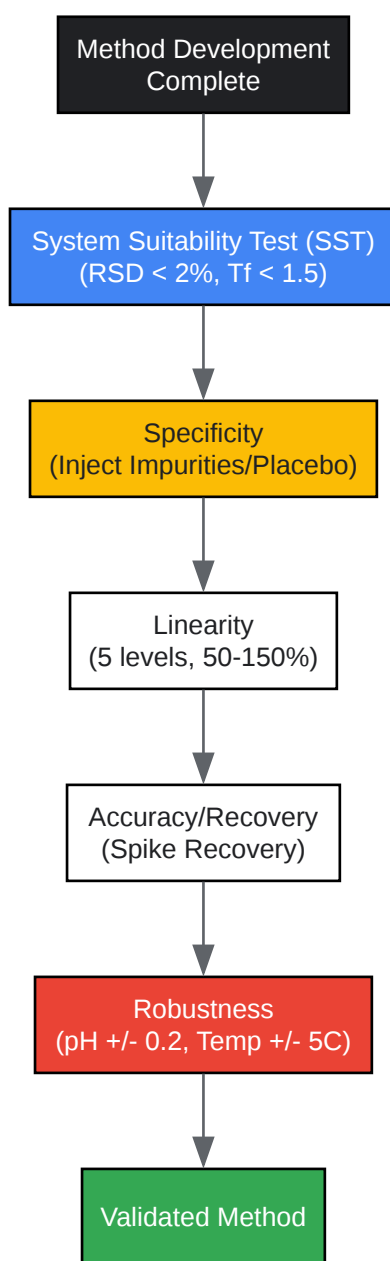 Method Development
Complete
System Suitability Test (SST)
(RSD < 2%, Tf < 1.5)
Specificity
(Inject Impurities/Placebo)
Linearity
(5 levels, 50-150%)
Accuracy/Recovery
(Spike Recovery)
Robustness
(pH +/- 0.2, Temp +/- 5C)
Validated Method